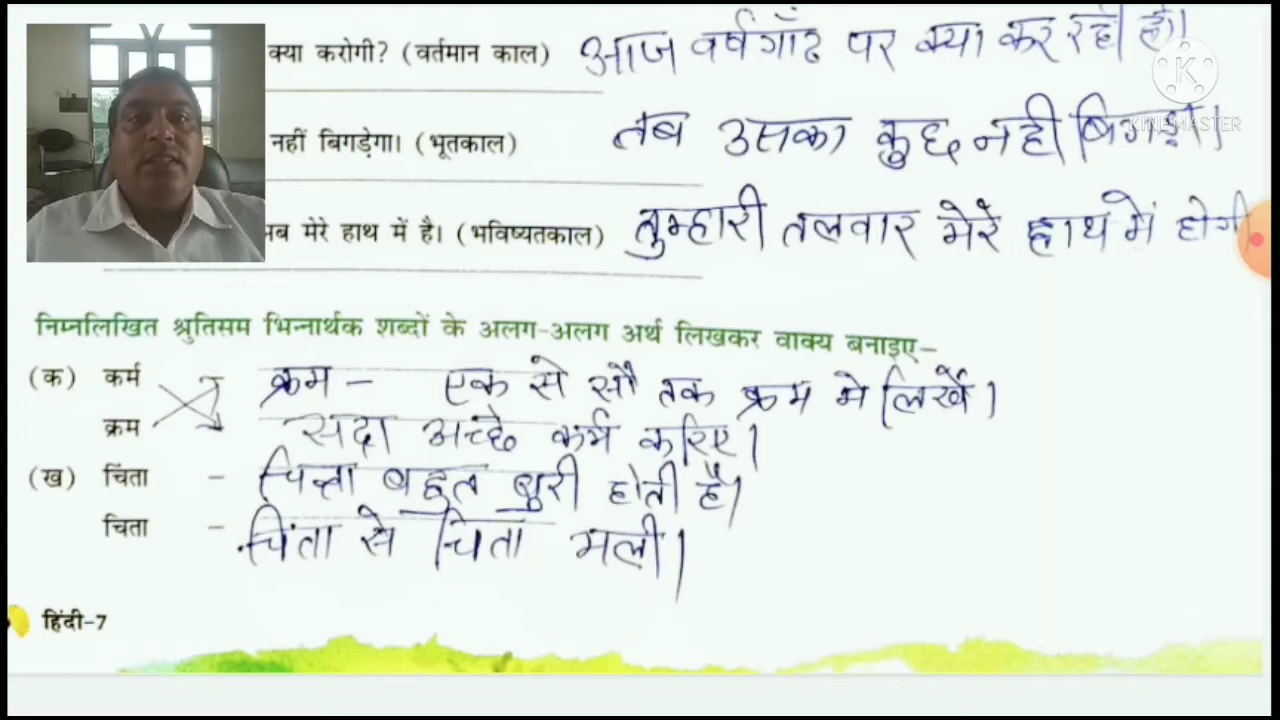 क्या करोगी? (वर्तमान काल) आज वर्षगाँठ पर क्या कर रही हो।
KINEMASTER
नहीं बिगड़ेगा। (भूतकाल) तब उसका कुछ नही बिगड़ा।
मेरे हाथ में है। (भविष्यतकाल) तुम्हारी तलवार मेरे हाथ में होगी
निम्नलिखित श्रुतिसम भिन्नार्थक शब्दों के अलग-अलग अर्थ लिखकर वाक्य बनाइए–
(क) कर्म क्रम – एक से सौ तक क्रम मे लिखें।
क्रम सदा अच्छे कर्म करिए।
(ख) चिंता – चिन्ता बहुत बुरी होती है।
चिता – चिंता से चिता भली।
हिंदी-7